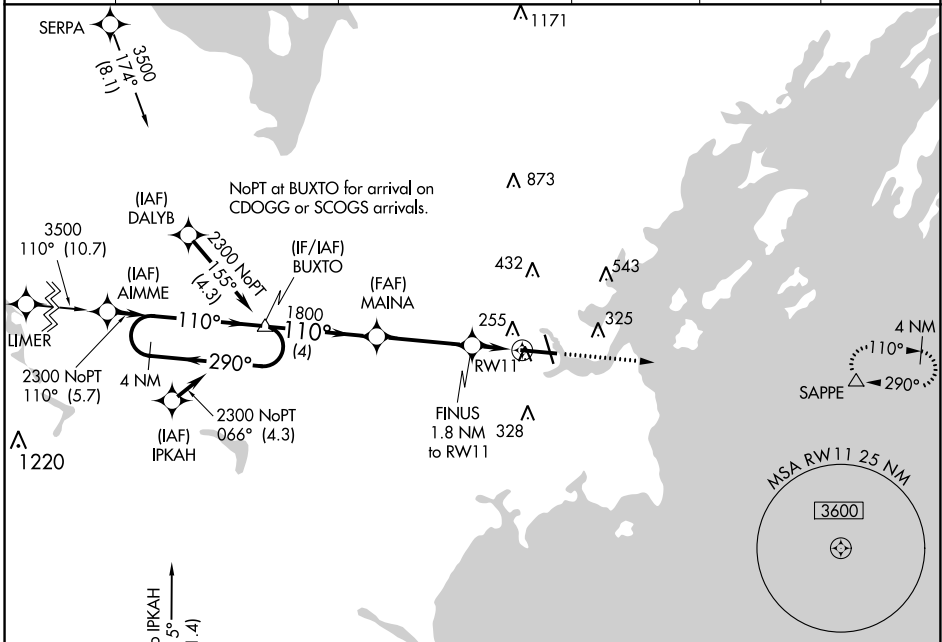 1171
SERPA
3500
174°
(8.1)
873
NoPT at BUXTO for arrival on
CDOGG or SCOGS arrivals.
(IAF)
DALYB
2300 NoPT
155°
(4.3)
3500
110° (10.7)
(IF/IAF)
BUXTO
432
543
(IAF)
AIMME
(FAF)
MAINA
1800
110°
(4)
110°
255
325
LIMER
RW11
4 NM
110°
290°
SAPPE
2300 NoPT
110° (5.7)
4 NM
290°
2300 NoPT
066° (4.3)
(IAF)
IPKAH
FINUS
1.8 NM
to RW11
328
1220
MSA RW11 25 NM
3600
IPKAH